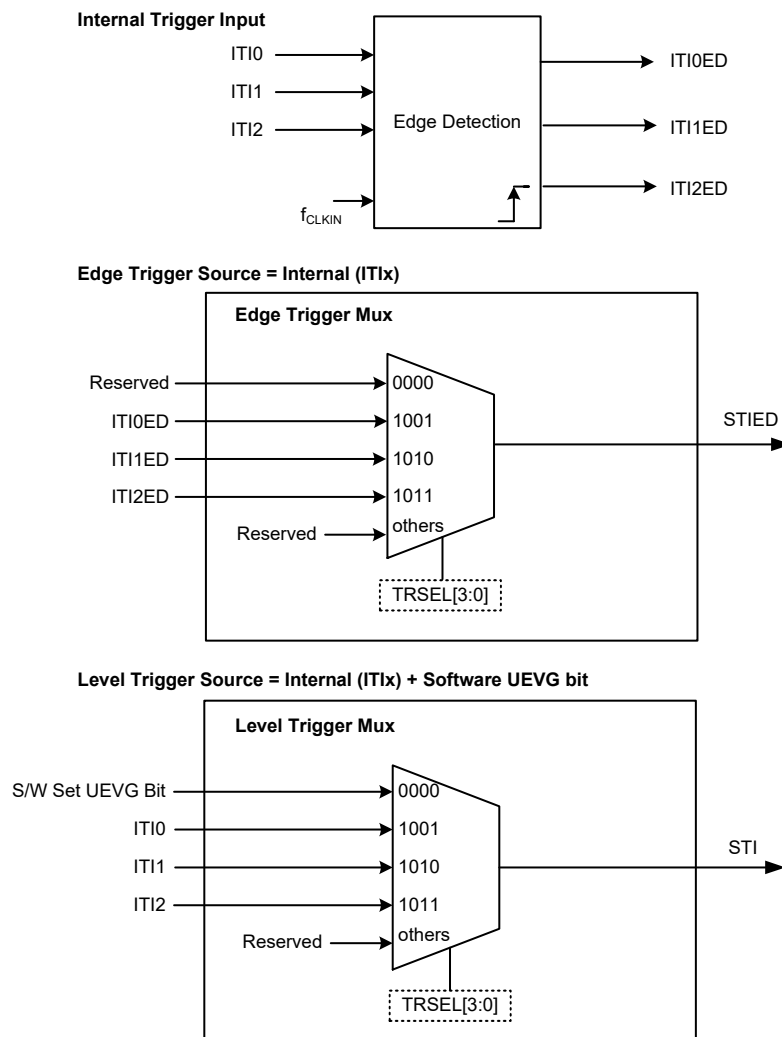 Internal Trigger Input
ITI0
ITI1
ITI2
fCLKIN
Edge Detection
ITI0ED
ITI1ED
ITI2ED
Edge Trigger Source = Internal (ITIx)
Edge Trigger Mux
Reserved
0000
ITI0ED
1001
ITI1ED
1010
ITI2ED
1011
Reserved
others
TRSEL[3:0]
STIED
Level Trigger Source = Internal (ITIx) + Software UEVG bit
Level Trigger Mux
S/W Set UEVG Bit
0000
ITI0
1001
ITI1
1010
ITI2
1011
Reserved
others
TRSEL[3:0]
STI